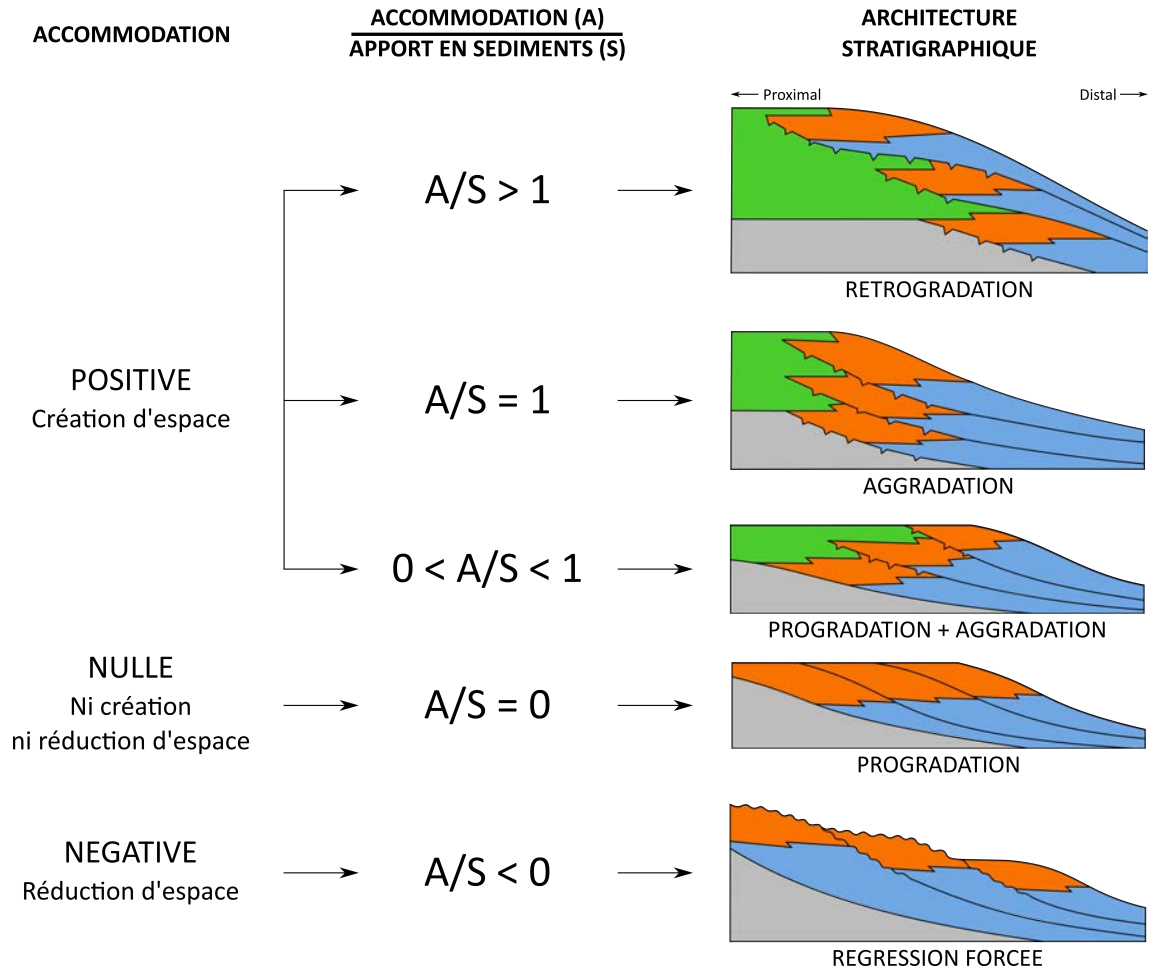 ACCOMMODATION
ACCOMMODATION (A)
APPORT EN SEDIMENTS (S)
ARCHITECTURE
STRATIGRAPHIQUE
Proximal
Distal
A/S > 1
RETROGRADATION
POSITIVE
Création d'espace
A/S = 1
AGGRADATION
0 < A/S < 1
PROGRADATION + AGGRADATION
NULLE
Ni création
ni réduction d'espace
A/S = 0
PROGRADATION
NEGATIVE
Réduction d'espace
A/S < 0
REGRESSION FORCEE